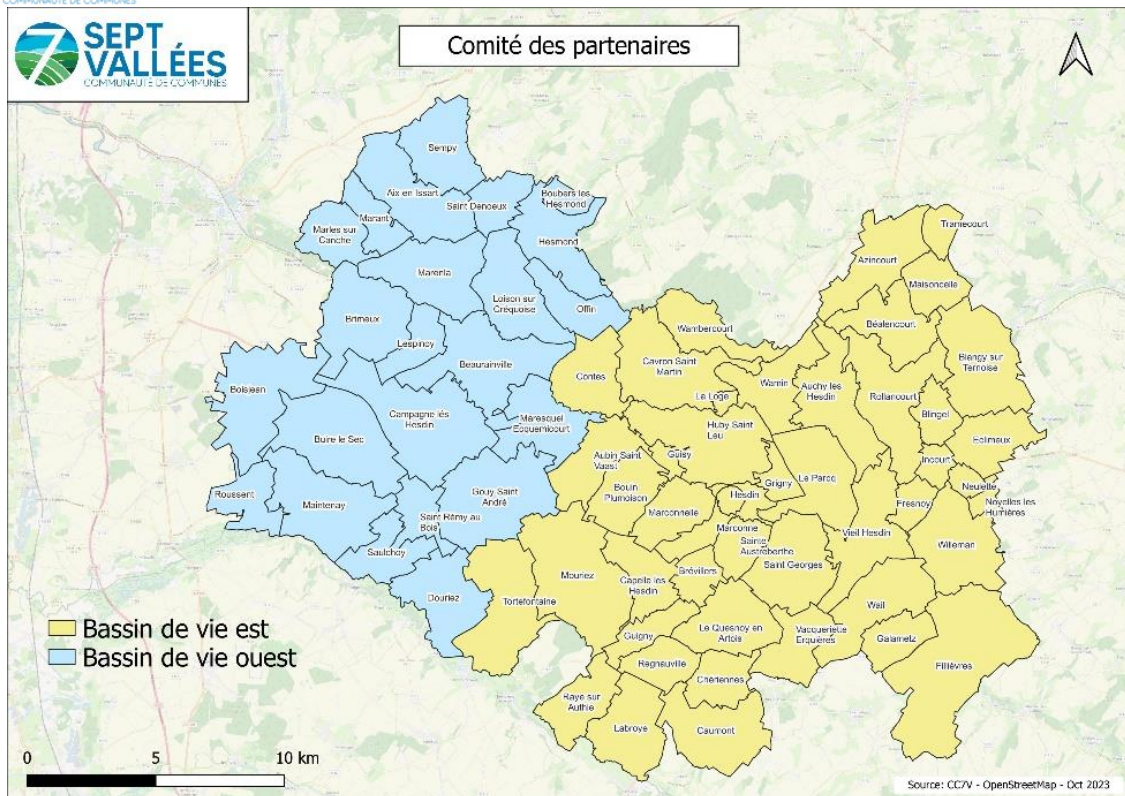 COMMUNAUTÉ DE COMMUNES
7
SEPT
VALLÉES
COMMUNAUTÉ DE COMMUNES
Comité des partenaires
Sempy
Aix en Issart
Boubers les
Hesmond
Saint Denoeux
Marant
Marles sur
Canche
Hesmond
Marenla
Loison sur
Créquoise
Offin
Brimeux
Lespinoy
Beaurainville
Boisjean
Campagne lés
Hesdin
Maresquel
Ecquemicourt
Buire le Sec
Roussent
Maintenay
Gouy Saint
André
Saint Rémy au
Bois
Saulchoy
Douriez
Tramecourt
Azincourt
Maisoncelle
Béalencourt
Wambercourt
Blangy sur
Ternoise
Contes
Cavron Saint
Martin
Wamin
Auchy les
Hesdin
La Loge
Rollancourt
Blingel
Huby Saint
Leu
Eclimeux
Guisy
Aubin Saint
Vaast
Incourt
Le Parcq
Grigny
Neulette
Bouin
Plumoison
Hesdin
Fresnoy
Noyelles les
Humières
Marconnelle
Marconne
Sainte
Austreberthe
Vieil Hesdin
Willeman
Saint Georges
Mouriez
Brévillers
Capelle les
Hesdin
Tortefontaine
Wail
Guigny
Le Quesnoy en
Artois
Vacqueriette
Erquières
Galametz
Fillièvres
Regnauville
Chériennes
Raye sur
Authie
Labroye
Caumont
Bassin de vie est
Bassin de vie ouest
0 5 10 km
Source: CC7V - OpenStreetMap - Oct 2023